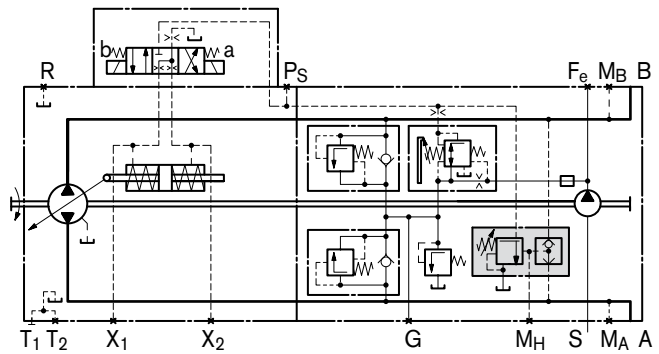 b a
R P_S F_e M_B B
T_1 T_2 X_1 X_2 G M_H S M_A A